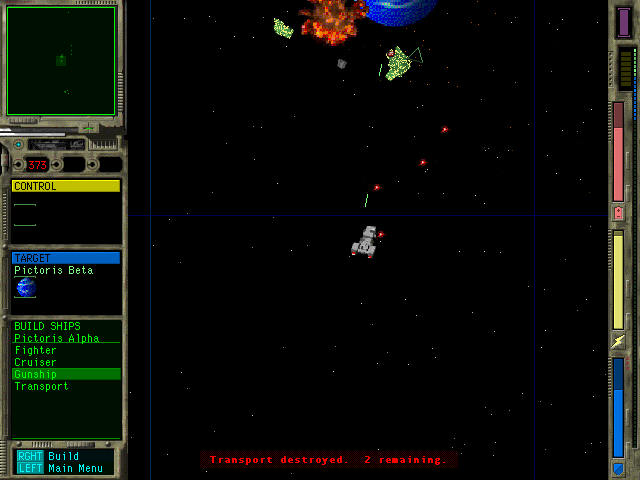 373
CONTROL
TARGET
Pictoris Beta
BUILD SHIPS
Pictoris Alpha
Fighter
Cruiser
Gunship
Transport
RGHT Build
LEFT Main Menu
Transport destroyed. 2 remaining.